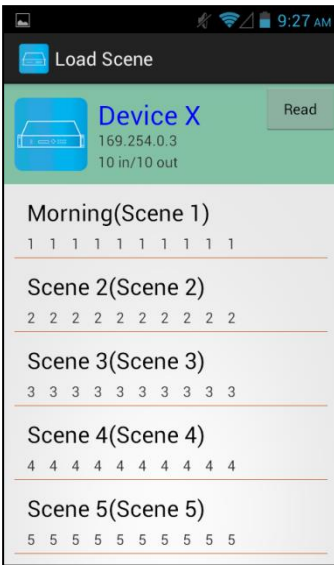 9:27 AM
Load Scene
Device X
Read
169.254.0.3
10 in/10 out
Morning(Scene 1)
1 1 1 1 1 1 1 1 1 1
Scene 2(Scene 2)
2 2 2 2 2 2 2 2 2 2
Scene 3(Scene 3)
3 3 3 3 3 3 3 3 3 3
Scene 4(Scene 4)
4 4 4 4 4 4 4 4 4 4
Scene 5(Scene 5)
5 5 5 5 5 5 5 5 5 5